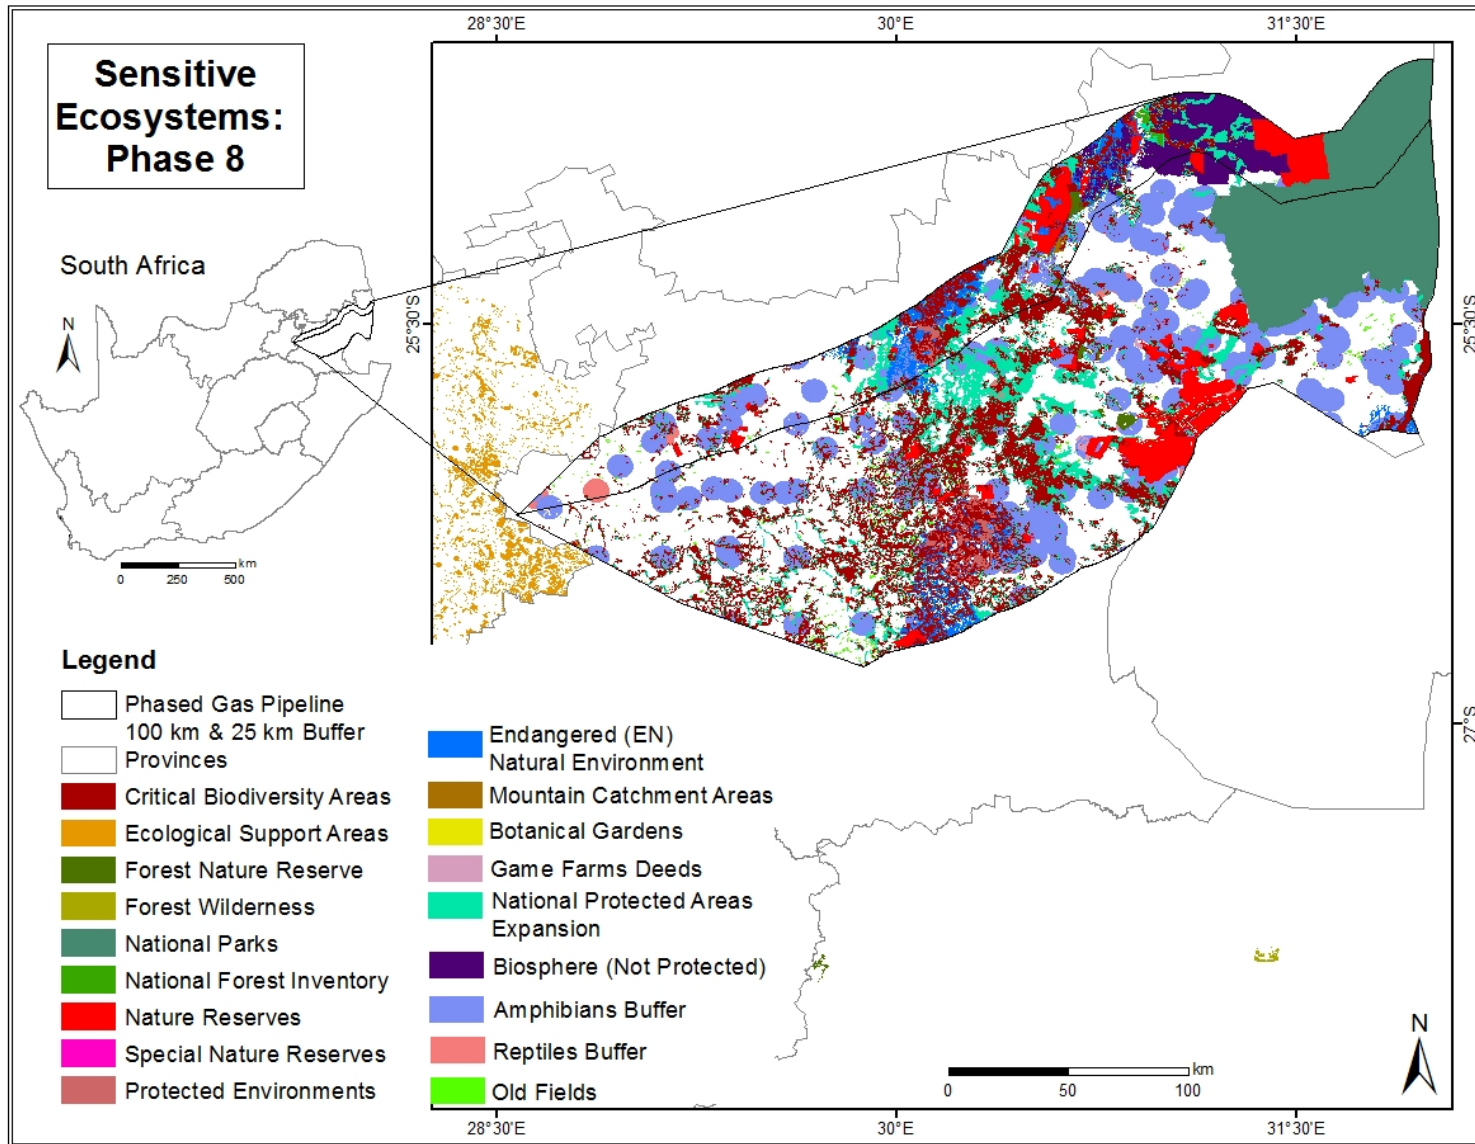 28°30'E
30°E
31°30'E
Sensitive
Ecosystems:
Phase 8
South Africa
N
25°30'S
25°30'S
km
0
250
500
27°S
Legend
Phased Gas Pipeline
100 km & 25 km Buffer
Provinces
Critical Biodiversity Areas
Ecological Support Areas
Forest Nature Reserve
Forest Wilderness
National Parks
National Forest Inventory
Nature Reserves
Special Nature Reserves
Protected Environments
Endangered (EN)
Natural Environment
Mountain Catchment Areas
Botanical Gardens
Game Farms Deeds
National Protected Areas
Expansion
Biosphere (Not Protected)
Amphibians Buffer
Reptiles Buffer
Old Fields
km
0
50
100
N
28°30'E
30°E
31°30'E